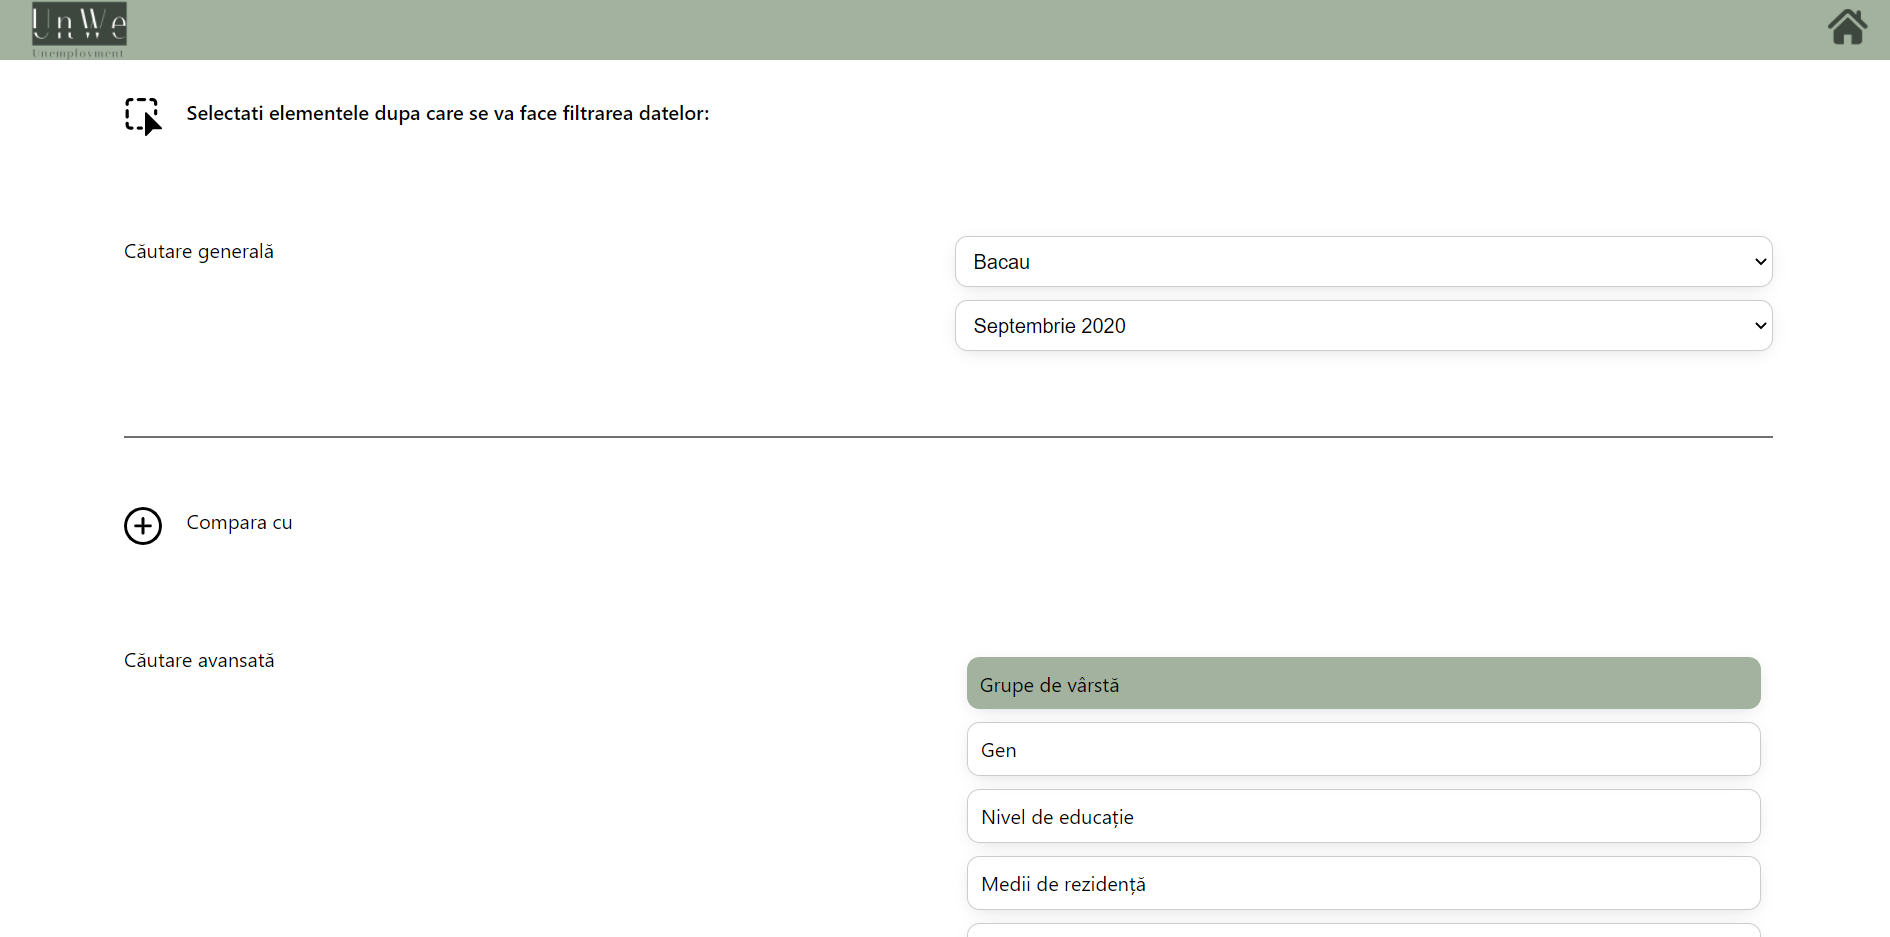 UnWe
Unemployment
Selectati elementele dupa care se va face filtrarea datelor:
Căutare generală
Bacau
Septembrie 2020
Compara cu
Căutare avansată
Grupe de vârstă
Gen
Nivel de educație
Medii de rezidență